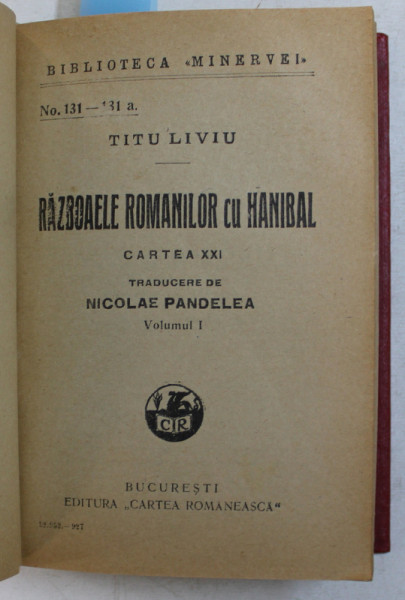 BIBLIOTECA «MINERVEI»
No. 131—131 a.
TITU LIVIU
RĂZBOAELE ROMANILOR cu HANIBAL
CARTEA XXI
TRADUCERE DE
NICOLAE PANDELEA
Volumul I
CR
BUCUREȘTI
EDITURA „CARTEA ROMANEASCA"